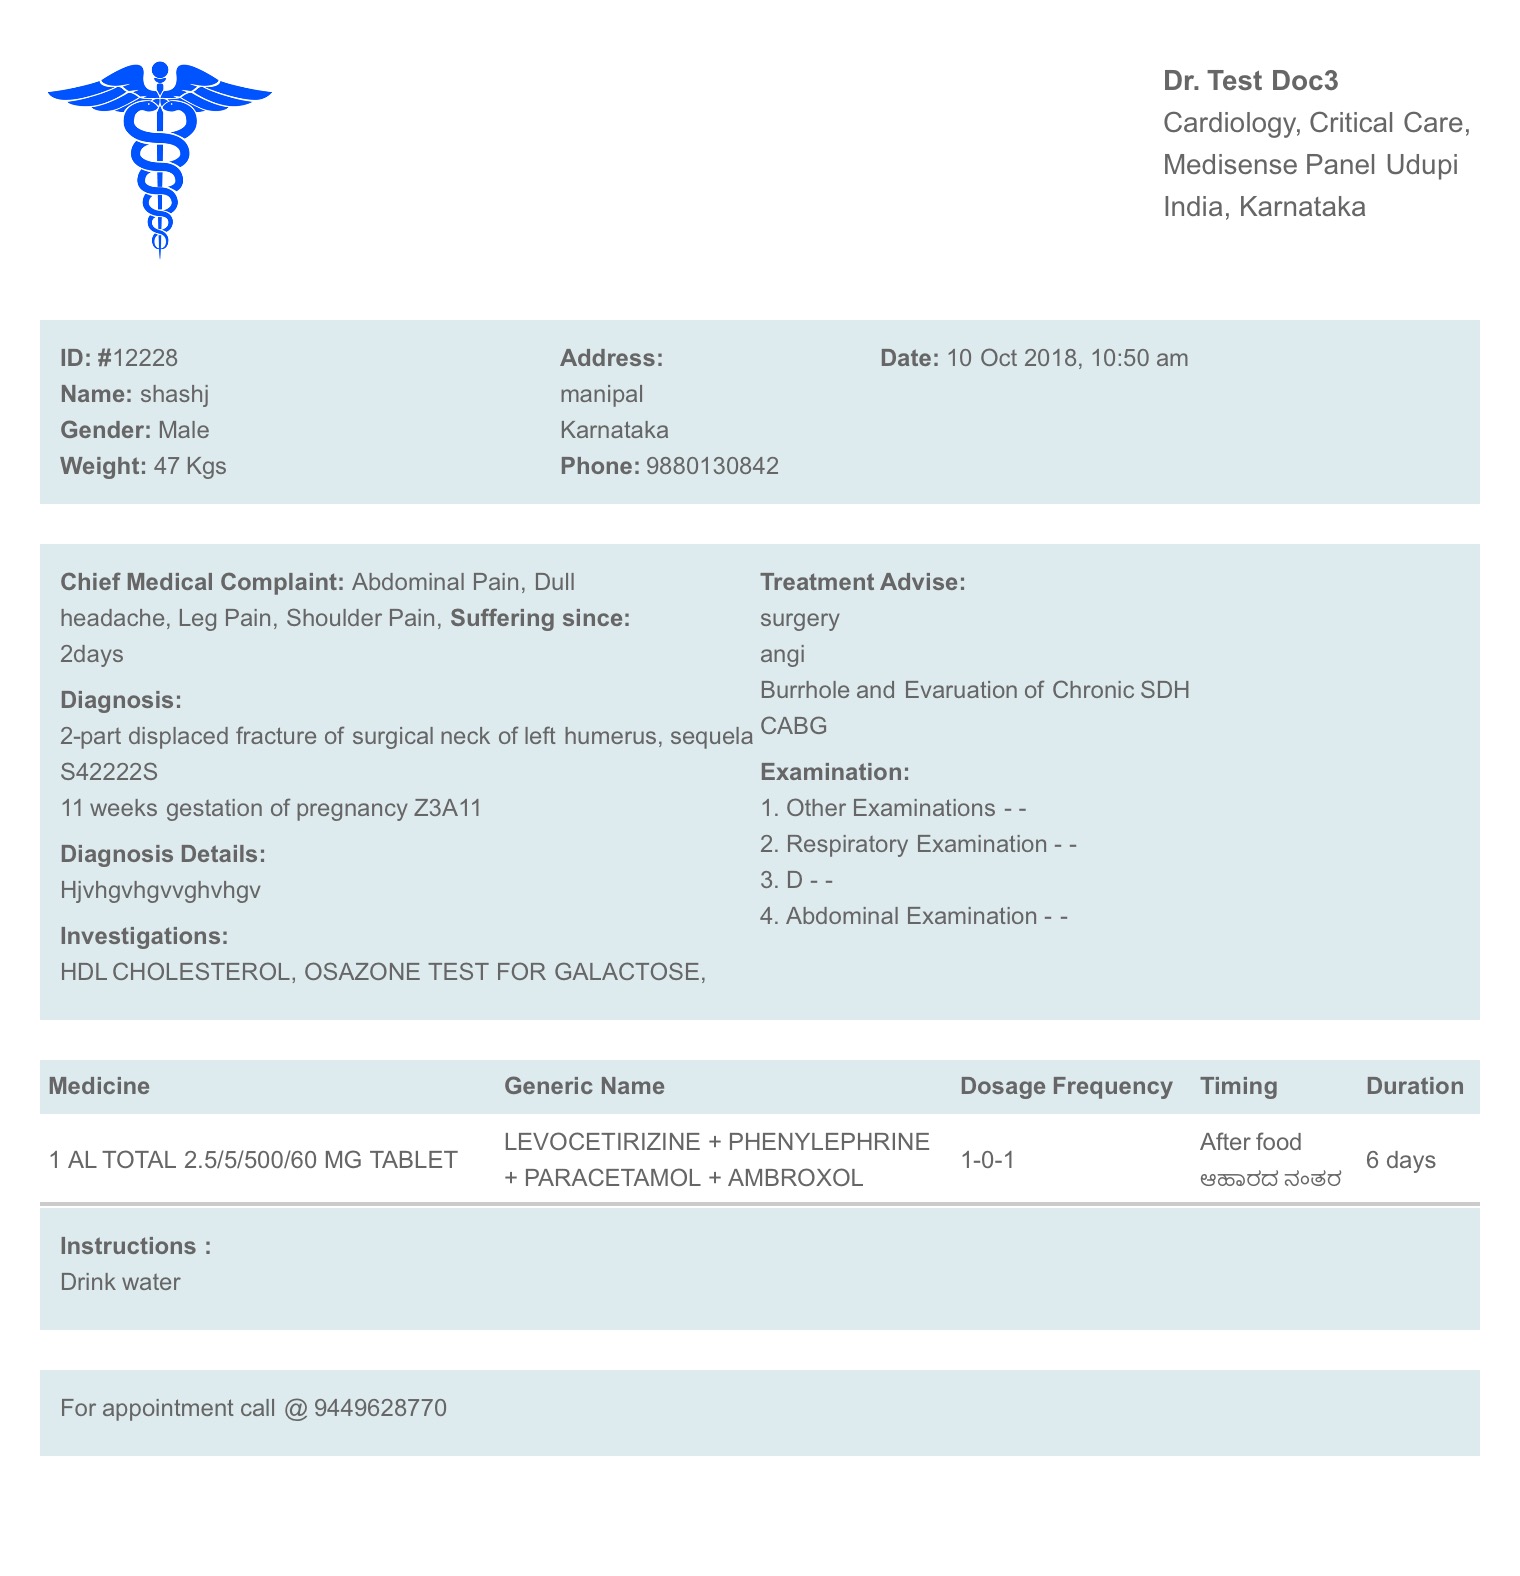 Dr. Test Doc3
Cardiology, Critical Care,
Medisense Panel Udupi
India, Karnataka
ID: #12228
Name: shashj
Gender: Male
Weight: 47 Kgs
Address:
manipal
Karnataka
Phone: 9880130842
Date: 10 Oct 2018, 10:50 am
Chief Medical Complaint: Abdominal Pain, Dull
headache, Leg Pain, Shoulder Pain, Suffering since:
2days
Diagnosis:
2-part displaced fracture of surgical neck of left humerus, sequela
S42222S
11 weeks gestation of pregnancy Z3A11
Diagnosis Details:
Hjvhgvhgvvghvhgv
Investigations:
HDL CHOLESTEROL, OSAZONE TEST FOR GALACTOSE,
Treatment Advise:
surgery
angi
Burrhole and Evaruation of Chronic SDH
CABG
Examination:
1. Other Examinations - -
2. Respiratory Examination - -
3. D - -
4. Abdominal Examination - -
Medicine Generic Name Dosage Frequency Timing Duration
1 AL TOTAL 2.5/5/500/60 MG TABLET
LEVOCETIRIZINE + PHENYLEPHRINE
+ PARACETAMOL + AMBROXOL
1-0-1
After food
ಆಹಾರದ ನಂತರ
6 days
Instructions :
Drink water
For appointment call @ 9449628770